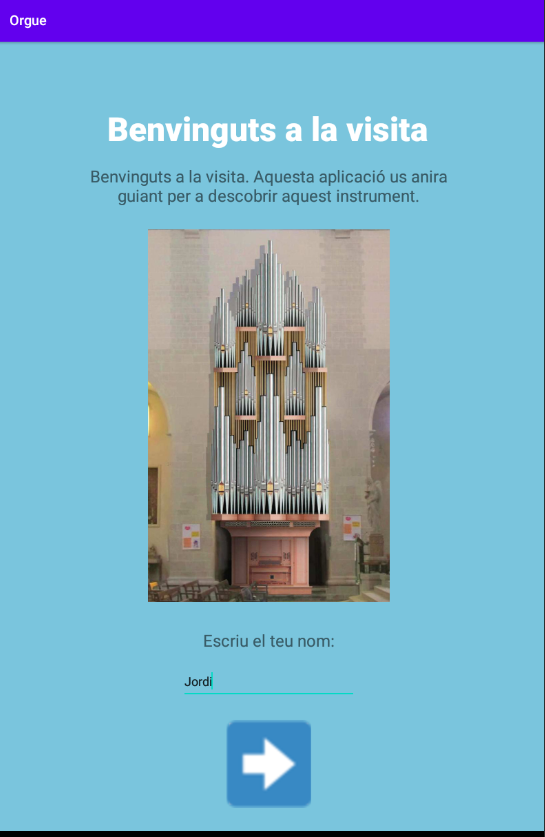 Orgue
Benvinguts a la visita
Benvinguts a la visita. Aquesta aplicació us anira
guiant per a descobrir aquest instrument.
Escriu el teu nom:
Jordi